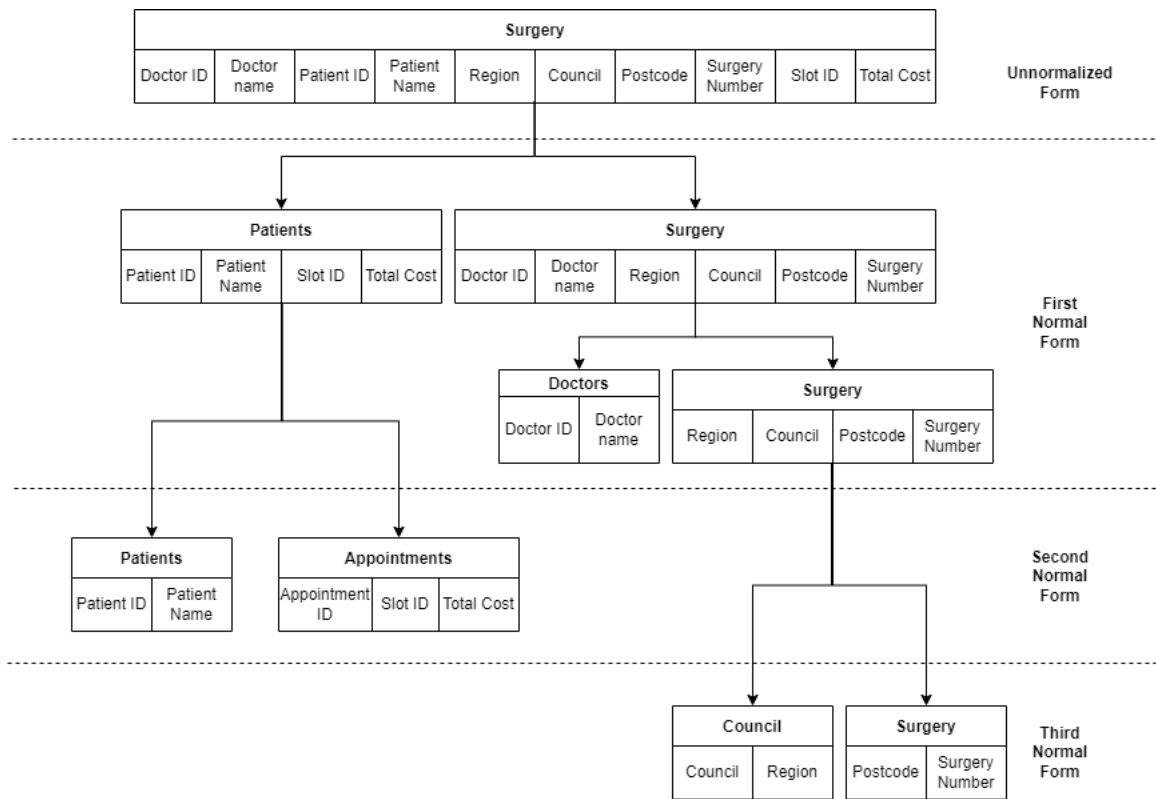 Surgery
Doctor ID
Doctor
name
Patient ID
Patient
Name
Region
Council
Postcode
Surgery
Number
Slot ID
Total Cost
Unnormalized
Form
Patients
Patient ID
Patient
Name
Slot ID
Total Cost
Surgery
Doctor ID
Doctor
name
Region
Council
Postcode
Surgery
Number
First
Normal
Form
Doctors
Doctor ID
Doctor
name
Surgery
Region
Council
Postcode
Surgery
Number
Patients
Patient ID
Patient
Name
Appointments
Appointment
ID
Slot ID
Total Cost
Second
Normal
Form
Council
Council
Region
Surgery
Postcode
Surgery
Number
Third
Normal
Form